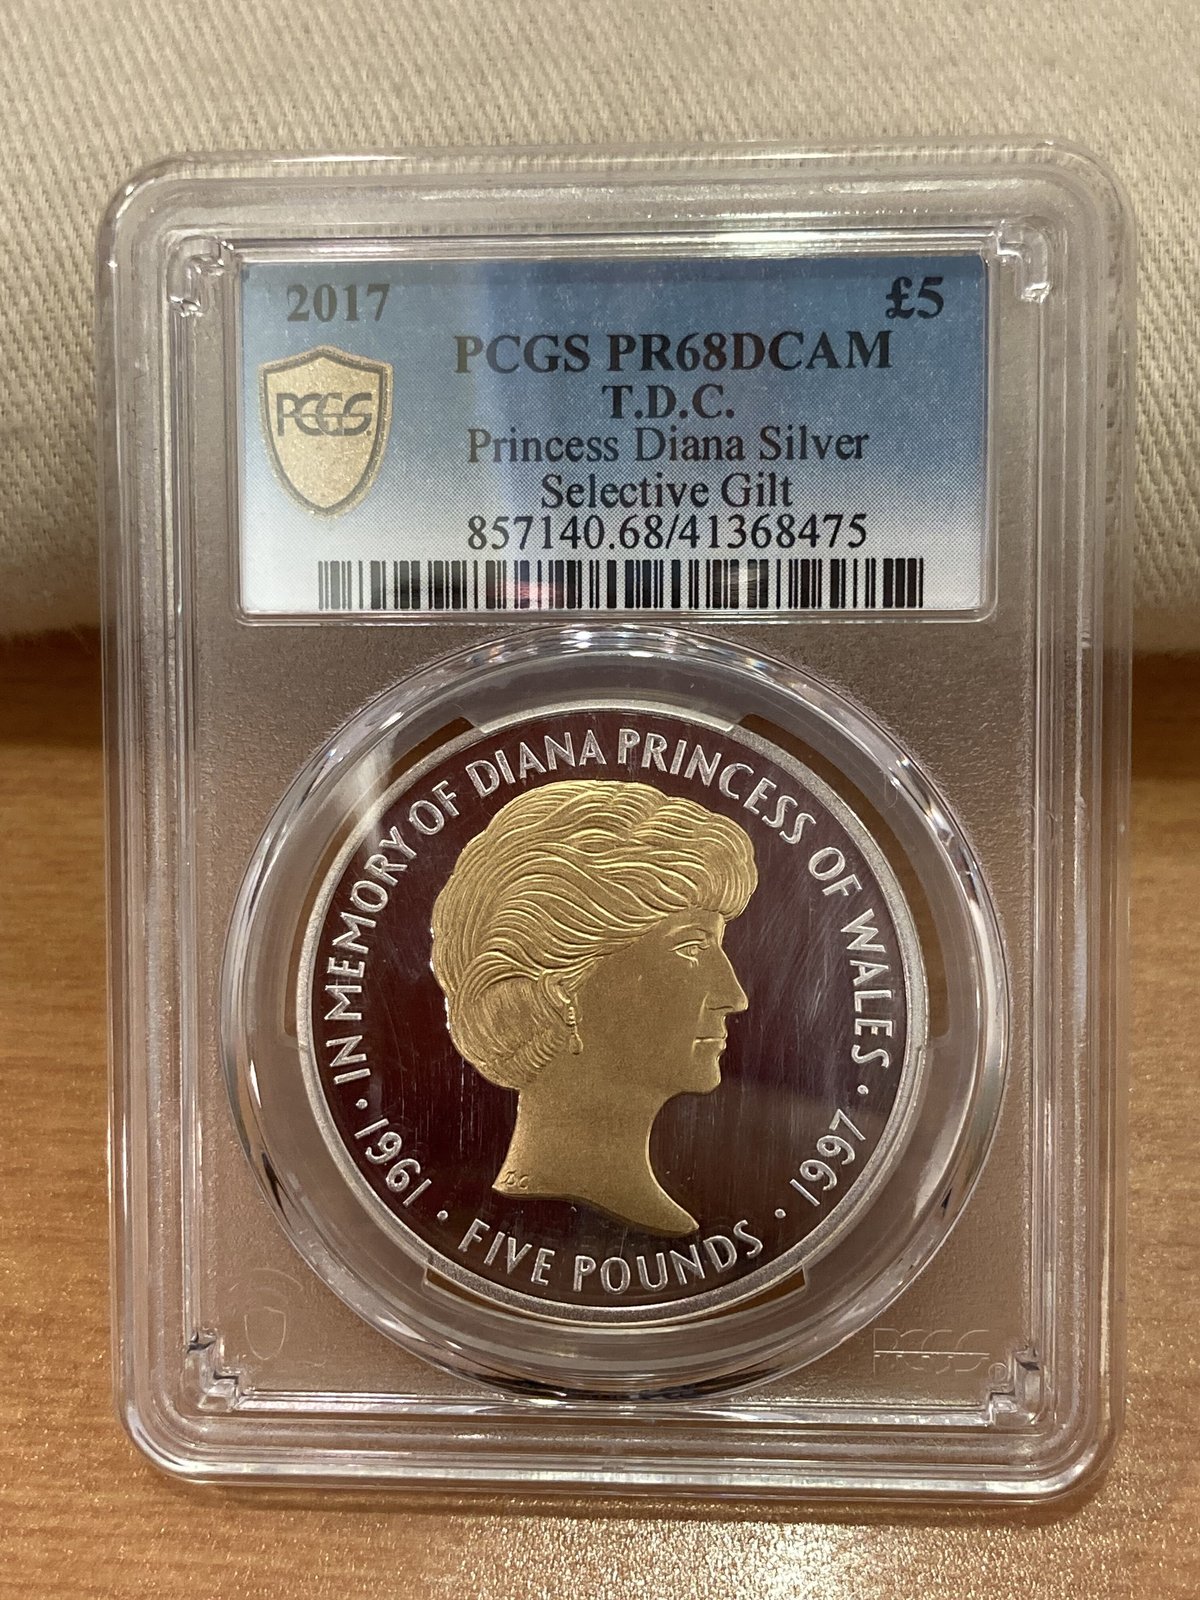 2017 £5
PCGS PR68DCAM
PCGS
T.D.C.
Princess Diana Silver
Selective Gilt
857140.68/41368475
IN MEMORY OF DIANA PRINCESS OF WALES
· 1961 · FIVE POUNDS · 1997 ·
PCGS